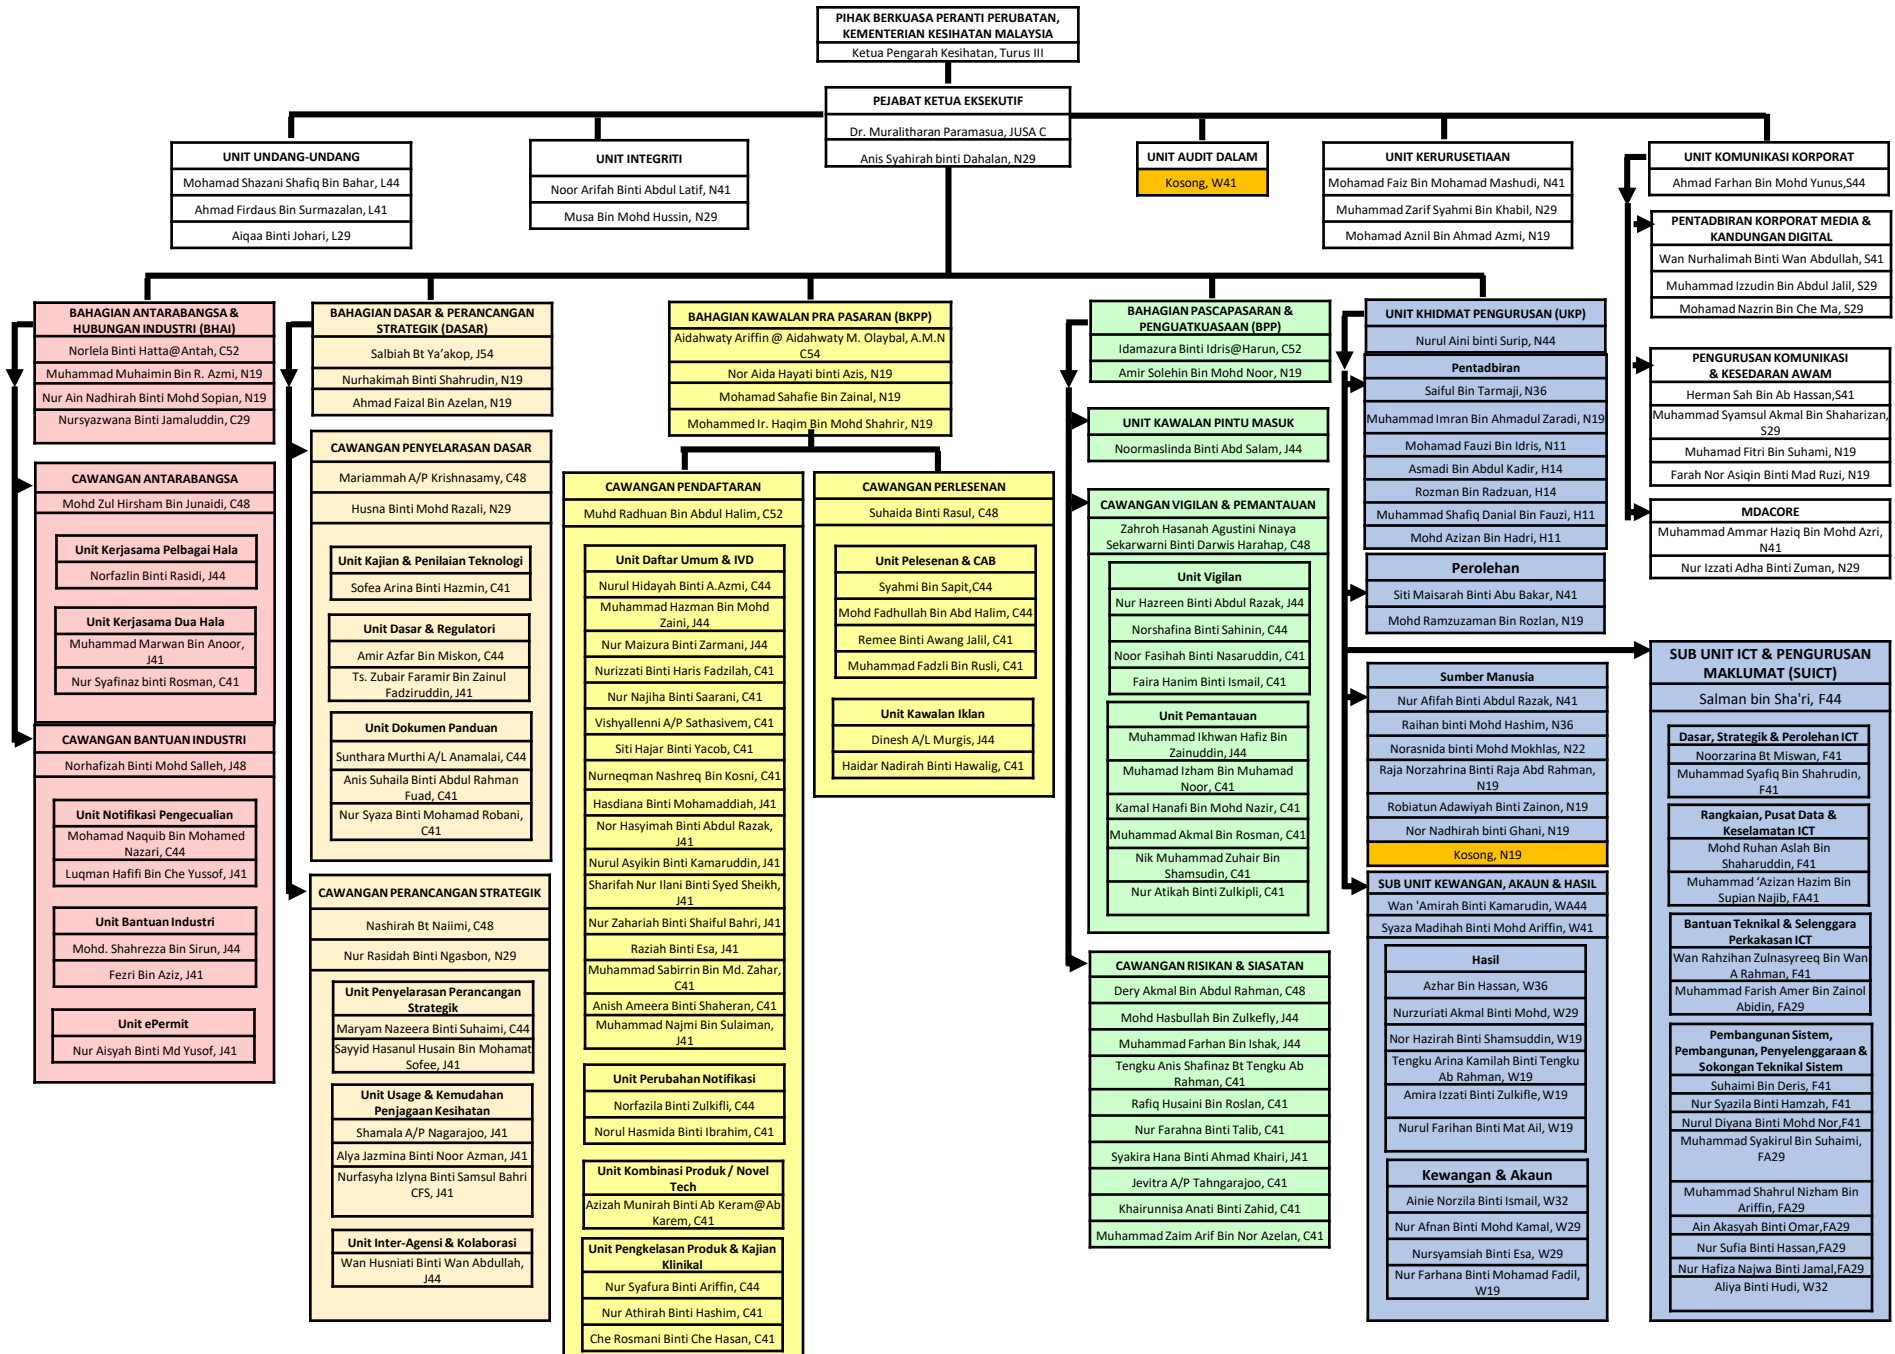 PIHAK BERKUASA PERANTI PERUBATAN,
KEMENTERIAN KESIHATAN MALAYSIA
Ketua Pengarah Kesihatan, Turus III
PEJABAT KETUA EKSEKUTIF
Dr. Muralitharan Paramasua, JUSA C
Anis Syahirah binti Dahalan, N29
UNIT UNDANG-UNDANG
Mohamad Shazani Shafiq Bin Bahar, L44
Ahmad Firdaus Bin Surmazalan, L41
Aiqaa Binti Johari, L29
UNIT INTEGRITI
Noor Arifah Binti Abdul Latif, N41
Musa Bin Mohd Hussin, N29
UNIT AUDIT DALAM
Kosong, W41
UNIT KERURUSETIAAN
Mohamad Faiz Bin Mohamad Mashudi, N41
Muhammad Zarif Syahmi Bin Khabil, N29
Mohamad Aznil Bin Ahmad Azmi, N19
UNIT KOMUNIKASI KORPORAT
Ahmad Farhan Bin Mohd Yunus,S44
PENTADBIRAN KORPORAT MEDIA &
KANDUNGAN DIGITAL
Wan Nurhalimah Binti Wan Abdullah, S41
Muhammad Izzudin Bin Abdul Jalil, S29
Mohamad Nazrin Bin Che Ma, S29
PENGURUSAN KOMUNIKASI
& KESEDARAN AWAM
Herman Sah Bin Ab Hassan,S41
Muhammad Syamsul Akmal Bin Shaharizan,
S29
Muhamad Fitri Bin Suhami, N19
Farah Nor Asiqin Binti Mad Ruzi, N19
MDACORE
Muhammad Ammar Haziq Bin Mohd Azri,
N41
Nur Izzati Adha Binti Zuman, N29
BAHAGIAN ANTARABANGSA &
HUBUNGAN INDUSTRI (BHAI)
Norlela Binti Hatta@Antah, C52
Muhammad Muhaimin Bin R. Azmi, N19
Nur Ain Nadhirah Binti Mohd Sopian, N19
Nursyazwana Binti Jamaluddin, C29
CAWANGAN ANTARABANGSA
Mohd Zul Hirsham Bin Junaidi, C48
Unit Kerjasama Pelbagai Hala
Norfazlin Binti Rasidi, J44
Unit Kerjasama Dua Hala
Muhammad Marwan Bin Anoor,
J41
Nur Syafinaz binti Rosman, C41
CAWANGAN BANTUAN INDUSTRI
Norhafizah Binti Mohd Salleh, J48
Unit Notifikasi Pengecualian
Mohamad Naquib Bin Mohamed
Nazari, C44
Luqman Hafifi Bin Che Yussof, J41
Unit Bantuan Industri
Mohd. Shahrezza Bin Sirun, J44
Fezri Bin Aziz, J41
Unit ePermit
Nur Aisyah Binti Md Yusof, J41
BAHAGIAN DASAR & PERANCANGAN
STRATEGIK (DASAR)
Salbiah Bt Ya'akop, J54
Nurhakimah Binti Shahrudin, N19
Ahmad Faizal Bin Azelan, N19
CAWANGAN PENYELARASAN DASAR
Mariammah A/P Krishnasamy, C48
Husna Binti Mohd Razali, N29
Unit Kajian & Penilaian Teknologi
Sofea Arina Binti Hazmin, C41
Unit Dasar & Regulatori
Amir Azfar Bin Miskon, C44
Ts. Zubair Faramir Bin Zainul
Fadziruddin, J41
Unit Dokumen Panduan
Sunthara Murthi A/L Anamalai, C44
Anis Suhaila Binti Abdul Rahman
Fuad, C41
Nur Syaza Binti Mohamad Robani,
C41
CAWANGAN PERANCANGAN STRATEGIK
Nashirah Bt Naiimi, C48
Nur Rasidah Binti Ngasbon, N29
Unit Penyelarasan Perancangan
Strategik
Maryam Nazeera Binti Suhaimi, C44
Sayyid Hasanul Husain Bin Mohamat
Sofee, J41
Unit Usage & Kemudahan
Penjagaan Kesihatan
Shamala A/P Nagarajoo, J41
Alya Jazmina Binti Noor Azman, J41
Nurfasyha Izlyna Binti Samsul Bahri
CFS, J41
Unit Inter-Agensi & Kolaborasi
Wan Husniati Binti Wan Abdullah,
J44
BAHAGIAN KAWALAN PRA PASARAN (BKPP)
Aidahwaty Ariffin @ Aidahwaty M. Olaybal, A.M.N
C54
Nor Aida Hayati binti Azis, N19
Mohamad Sahafie Bin Zainal, N19
Mohammed Ir. Haqim Bin Mohd Shahrir, N19
CAWANGAN PENDAFTARAN
Muhd Radhuan Bin Abdul Halim, C52
Unit Daftar Umum & IVD
Nurul Hidayah Binti A.Azmi, C44
Muhammad Hazman Bin Mohd
Zaini, J44
Nur Maizura Binti Zarmani, J44
Nurizzati Binti Haris Fadzilah, C41
Nur Najiha Binti Saarani, C41
Vishyallenni A/P Sathasivem, C41
Siti Hajar Binti Yacob, C41
Nurneqman Nashreq Bin Kosni, C41
Hasdiana Binti Mohamaddiah, J41
Nor Hasyimah Binti Abdul Razak,
J41
Nurul Asyikin Binti Kamaruddin, J41
Sharifah Nur Ilani Binti Syed Sheikh,
J41
Nur Zahariah Binti Shaiful Bahri, J41
Raziah Binti Esa, J41
Muhammad Sabirrin Bin Md. Zahar,
C41
Anish Ameera Binti Shaheran, C41
Muhammad Najmi Bin Sulaiman,
J41
Unit Perubahan Notifikasi
Norfazila Binti Zulkifli, C44
Norul Hasmida Binti Ibrahim, C41
Unit Kombinasi Produk / Novel
Tech
Azizah Munirah Binti Ab Keram@Ab
Karem, C41
Unit Pengkelasan Produk & Kajian
Klinikal
Nur Syafura Binti Ariffin, C44
Nur Athirah Binti Hashim, C41
Che Rosmani Binti Che Hasan, C41
CAWANGAN PERLESENAN
Suhaida Binti Rasul, C48
Unit Pelesenan & CAB
Syahmi Bin Sapit,C44
Mohd Fadhullah Bin Abd Halim, C44
Remee Binti Awang Jalil, C41
Muhammad Fadzli Bin Rusli, C41
Unit Kawalan Iklan
Dinesh A/L Murgis, J44
Haidar Nadirah Binti Hawalig, C41
BAHAGIAN PASCAPASARAN &
PENGUATKUASAAN (BPP)
Idamazura Binti Idris@Harun, C52
Amir Solehin Bin Mohd Noor, N19
UNIT KAWALAN PINTU MASUK
Noormaslinda Binti Abd Salam, J44
CAWANGAN VIGILAN & PEMANTAUAN
Zahroh Hasanah Agustini Ninaya
Sekarwarni Binti Darwis Harahap, C48
Unit Vigilan
Nur Hazreen Binti Abdul Razak, J44
Norshafina Binti Sahinin, C44
Noor Fasihah Binti Nasaruddin, C41
Faira Hanim Binti Ismail, C41
Unit Pemantauan
Muhammad Ikhwan Hafiz Bin
Zainuddin, J44
Muhamad Izham Bin Muhamad
Noor, C41
Kamal Hanafi Bin Mohd Nazir, C41
Muhammad Akmal Bin Rosman, C41
Nik Muhammad Zuhair Bin
Shamsudin, C41
Nur Atikah Binti Zulkipli, C41
CAWANGAN RISIKAN & SIASATAN
Dery Akmal Bin Abdul Rahman, C48
Mohd Hasbullah Bin Zulkefly, J44
Muhammad Farhan Bin Ishak, J44
Tengku Anis Shafinaz Bt Tengku Ab
Rahman, C41
Rafiq Husaini Bin Roslan, C41
Nur Farahna Binti Talib, C41
Syakira Hana Binti Ahmad Khairi, J41
Jevitra A/P Tahngarajoo, C41
Khairunnisa Anati Binti Zahid, C41
Muhammad Zaim Arif Bin Nor Azelan, C41
UNIT KHIDMAT PENGURUSAN (UKP)
Nurul Aini binti Surip, N44
Pentadbiran
Saiful Bin Tarmaji, N36
Muhammad Imran Bin Ahmadul Zaradi, N19
Mohamad Fauzi Bin Idris, N11
Asmadi Bin Abdul Kadir, H14
Rozman Bin Radzuan, H14
Muhammad Shafiq Danial Bin Fauzi, H11
Mohd Azizan Bin Hadri, H11
Perolehan
Siti Maisarah Binti Abu Bakar, N41
Mohd Ramzuzaman Bin Rozlan, N19
Sumber Manusia
Nur Afifah Binti Abdul Razak, N41
Raihan binti Mohd Hashim, N36
Norasnida binti Mohd Mokhlas, N22
Raja Norzahrina Binti Raja Abd Rahman,
N19
Robiatun Adawiyah Binti Zainon, N19
Nor Nadhirah binti Ghani, N19
Kosong, N19
SUB UNIT KEWANGAN, AKAUN & HASIL
Wan 'Amirah Binti Kamarudin, WA44
Syaza Madihah Binti Mohd Ariffin, W41
Hasil
Azhar Bin Hassan, W36
Nurzuriati Akmal Binti Mohd, W29
Nor Hazirah Binti Shamsuddin, W19
Tengku Arina Kamilah Binti Tengku
Ab Rahman, W19
Amira Izzati Binti Zulkifle, W19
Nurul Farihan Binti Mat Ail, W19
Kewangan & Akaun
Ainie Norzila Binti Ismail, W32
Nur Afnan Binti Mohd Kamal, W29
Nursyamsiah Binti Esa, W29
Nur Farhana Binti Mohamad Fadil,
W19
SUB UNIT ICT & PENGURUSAN
MAKLUMAT (SUICT)
Salman bin Sha'ri, F44
Dasar, Strategik & Perolehan ICT
Noorzarina Bt Miswan, F41
Muhammad Syafiq Bin Shahrudin,
F41
Rangkaian, Pusat Data &
Keselamatan ICT
Mohd Ruhan Aslah Bin
Shaharuddin, F41
Muhammad 'Azizan Hazim Bin
Supian Najib, FA41
Bantuan Teknikal & Selenggara
Perkakasan ICT
Wan Rahzihan Zulnasyreeq Bin Wan
A Rahman, F41
Muhammad Farish Amer Bin Zainol
Abidin, FA29
Pembangunan Sistem,
Pembangunan, Penyelenggaraan &
Sokongan Teknikal Sistem
Suhaimi Bin Deris, F41
Nur Syazila Binti Hamzah, F41
Nurul Diyana Binti Mohd Nor,F41
Muhammad Syakirul Bin Suhaimi,
FA29
Muhammad Shahrul Nizham Bin
Ariffin, FA29
Ain Akasyah Binti Omar,FA29
Nur Sufia Binti Hassan,FA29
Nur Hafiza Najwa Binti Jamal,FA29
Aliya Binti Hudi, W32